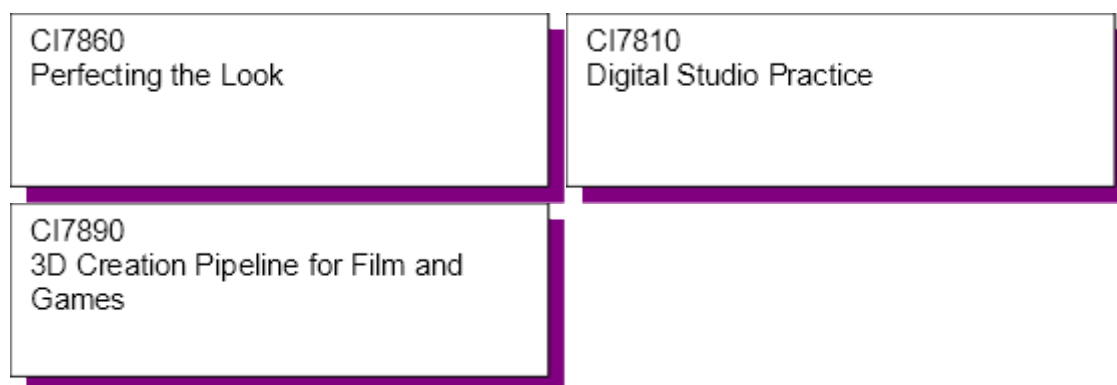 CI7860
Perfecting the Look
CI7810
Digital Studio Practice
CI7890
3D Creation Pipeline for Film and
Games